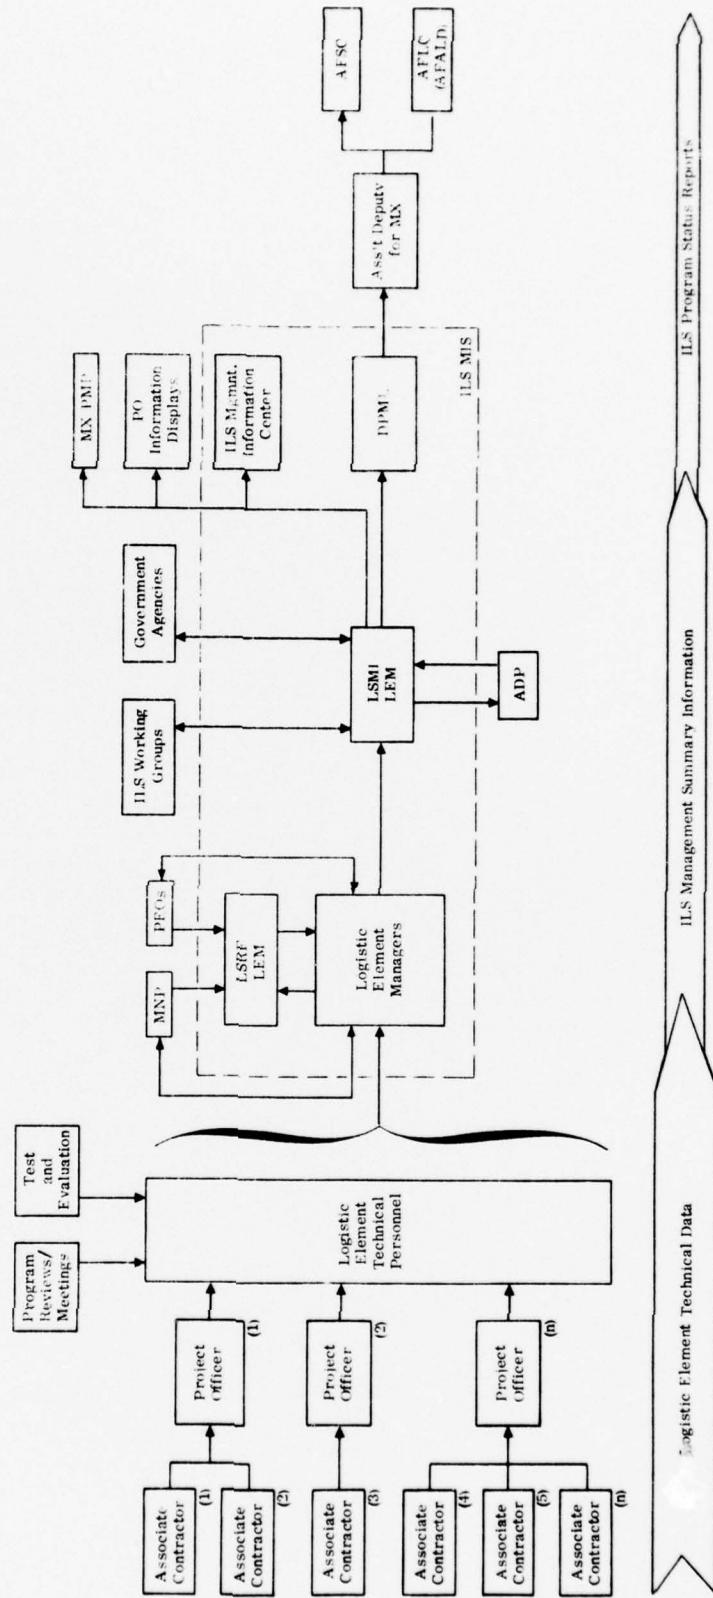 Associate
Contractor
(1)
Associate
Contractor
(2)
Associate
Contractor
(3)
Associate
Contractor
(4)
Associate
Contractor
(5)
Associate
Contractor
(n)
Project
Officer
(1)
Project
Officer
(2)
Project
Officer
(n)
Program
Reviews/
Meetings
Test
and
Evaluation
Logistic
Element
Technical
Personnel
MNP
PEOs
LSRF
LEM
Logistic
Element
Managers
ILS Working
Groups
Government
Agencies
LSMI
LEM
ADP
MX PMP
PO
Information
Displays
ILS Mgmnt.
Information
Center
DPML
ILS MIS
Ass't Deputy
for MX
AFSC
AFLC
(AFALD)
Logistic Element Technical Data
ILS Management Summary Information
ILS Program Status Reports